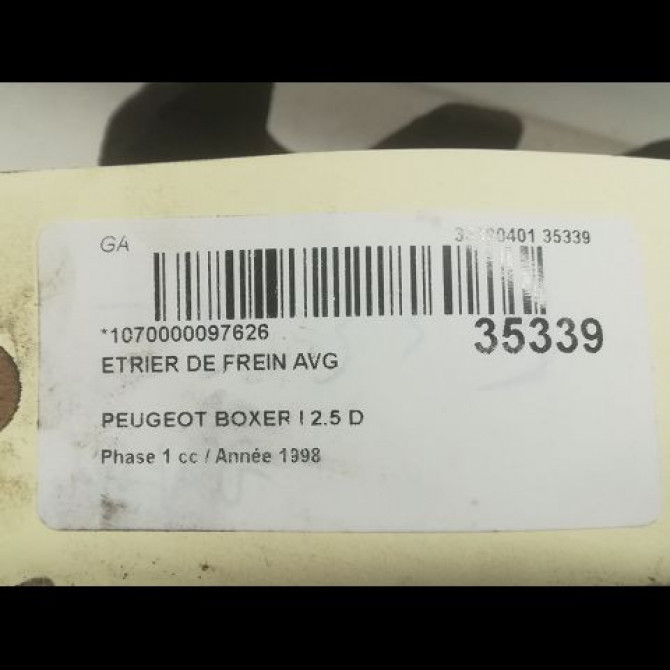 GA
35339
*1070000097626
35339
ETRIER DE FREIN AVG
PEUGEOT BOXER I 2.5 D
Phase 1 cc / Année 1998